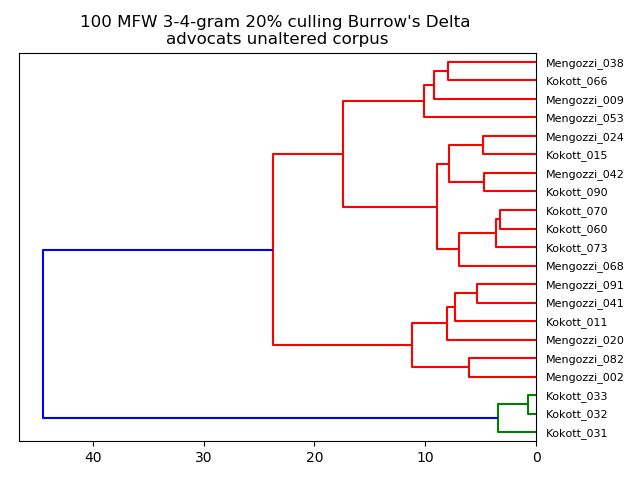 100 MFW 3-4-gram 20% culling Burrow's Delta
advocats unaltered corpus
Mengozzi_038
Kokott_066
Mengozzi_009
Mengozzi_053
Mengozzi_024
Kokott_015
Mengozzi_042
Kokott_090
Kokott_070
Kokott_060
Kokott_073
Mengozzi_068
Mengozzi_091
Mengozzi_041
Kokott_011
Mengozzi_020
Mengozzi_082
Mengozzi_002
Kokott_033
Kokott_032
Kokott_031
40 30 20 10 0